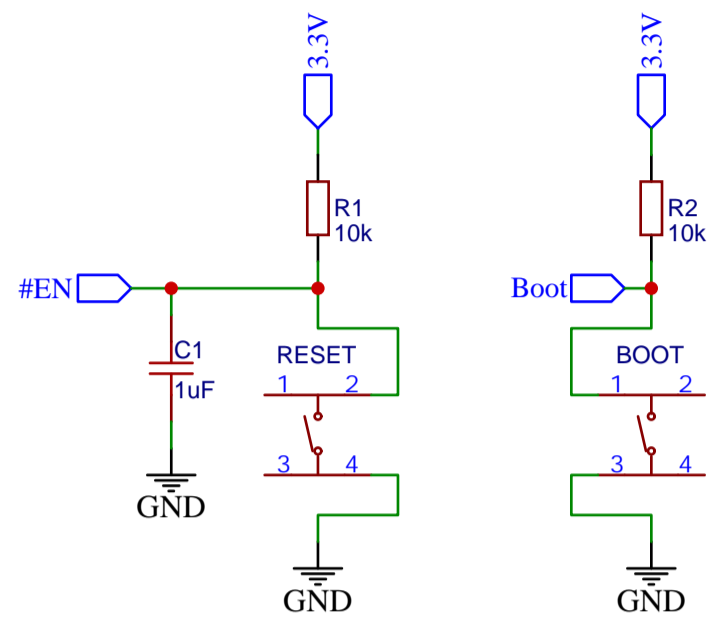 3.3V
3.3V
R1
10k
R2
10k
#EN
Boot
C1
1uF
RESET
1 2
3 4
BOOT
1 2
3 4
GND
GND
GND